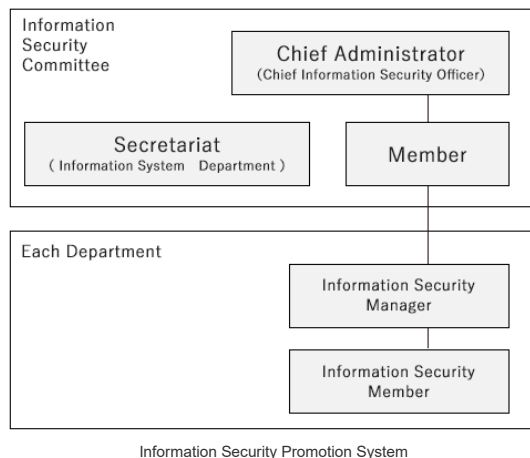 Information
Security
Committee
Chief Administrator
(Chief Information Security Officer)
Secretariat
( Information System Department )
Member
Each Department
Information Security
Manager
Information Security
Member
Information Security Promotion System